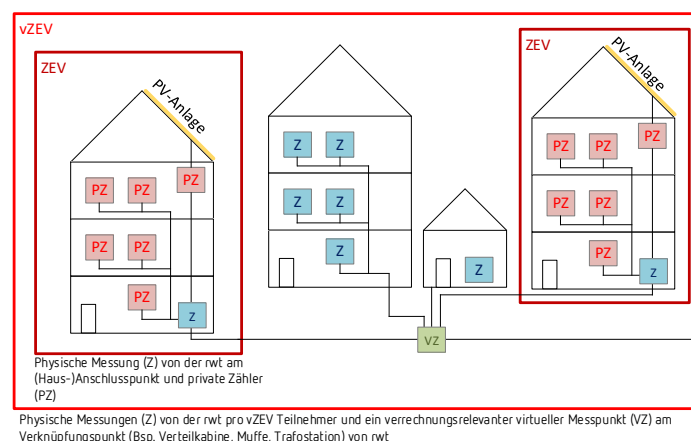 vZEV
ZEV
ZEV
PV-Anlage
PV-Anlage
PZ
PZ
PZ
PZ
PZ
PZ
Z
Z
Z
Z
Z
Z
Z
PZ
PZ
PZ
PZ
PZ
PZ
Z
VZ
Physische Messung (Z) von der rwt am
(Haus-)Anschlusspunkt und private Zähler
(PZ)
Physische Messungen (Z) von der rwt pro vZEV Teilnehmer und ein verrechnungsrelevanter virtueller Messpunkt (VZ) am
Verknüpfungspunkt (Bsp. Verteilkabine, Muffe, Trafostation) von rwt